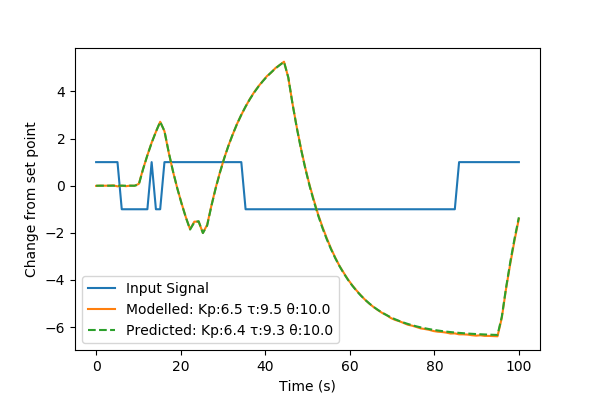 Change from set point
4
2
0
−2
−4
−6
Input Signal
Modelled: Kp:6.5 τ:9.5 θ:10.0
Predicted: Kp:6.4 τ:9.3 θ:10.0
0 20 40 60 80 100
Time (s)